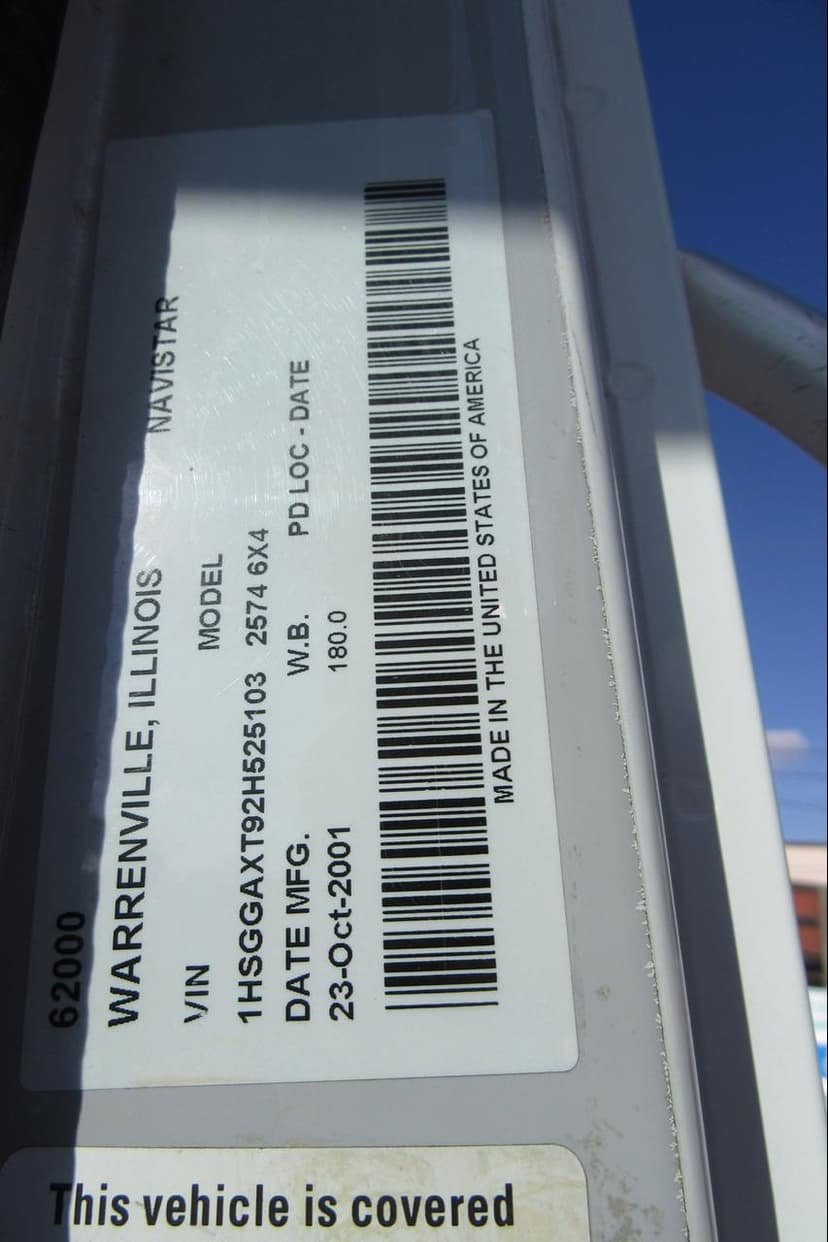 62000
WARRENVILLE, ILLINOIS NAVISTAR
VIN MODEL
1HSGGAXT92H525103 2574 6X4
DATE MFG. W.B. PD LOC - DATE
23-Oct-2001 180.0
MADE IN THE UNITED STATES OF AMERICA
This vehicle is covered